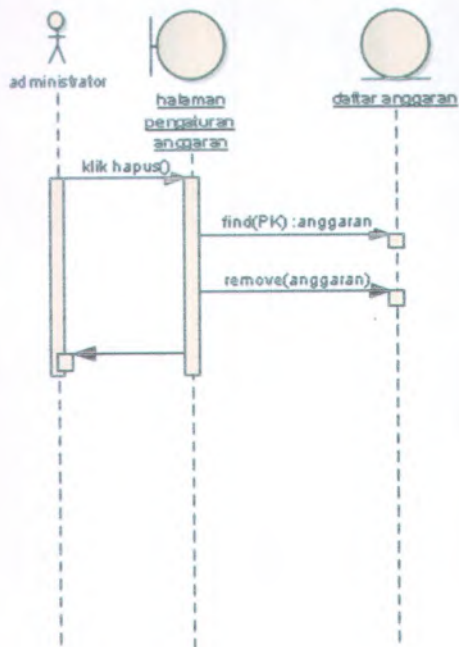 administrator
halaman
pengaturan
anggaran
daftar anggaran
klik hapus()
find(PK) :anggaran
remove(anggaran)